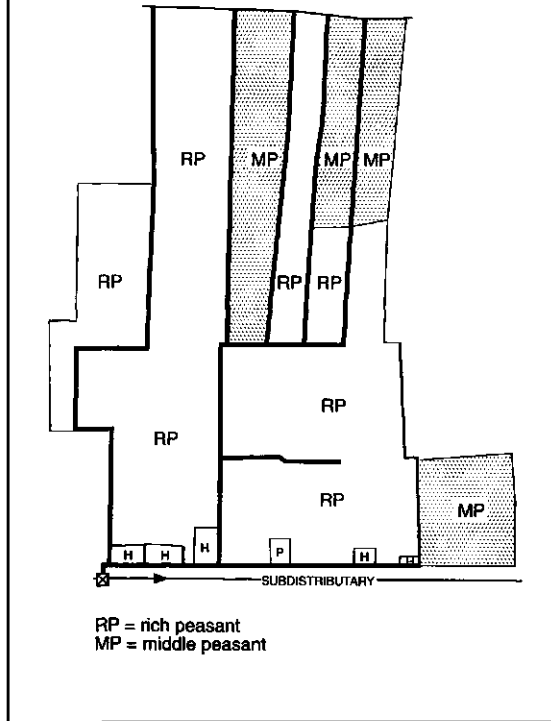 RP
MP
MP
MP
RP
RP
RP
RP
RP
RP
MP
H
H
H
P
H
H
SUBDISTRIBUTARY
RP = rich peasant
MP = middle peasant